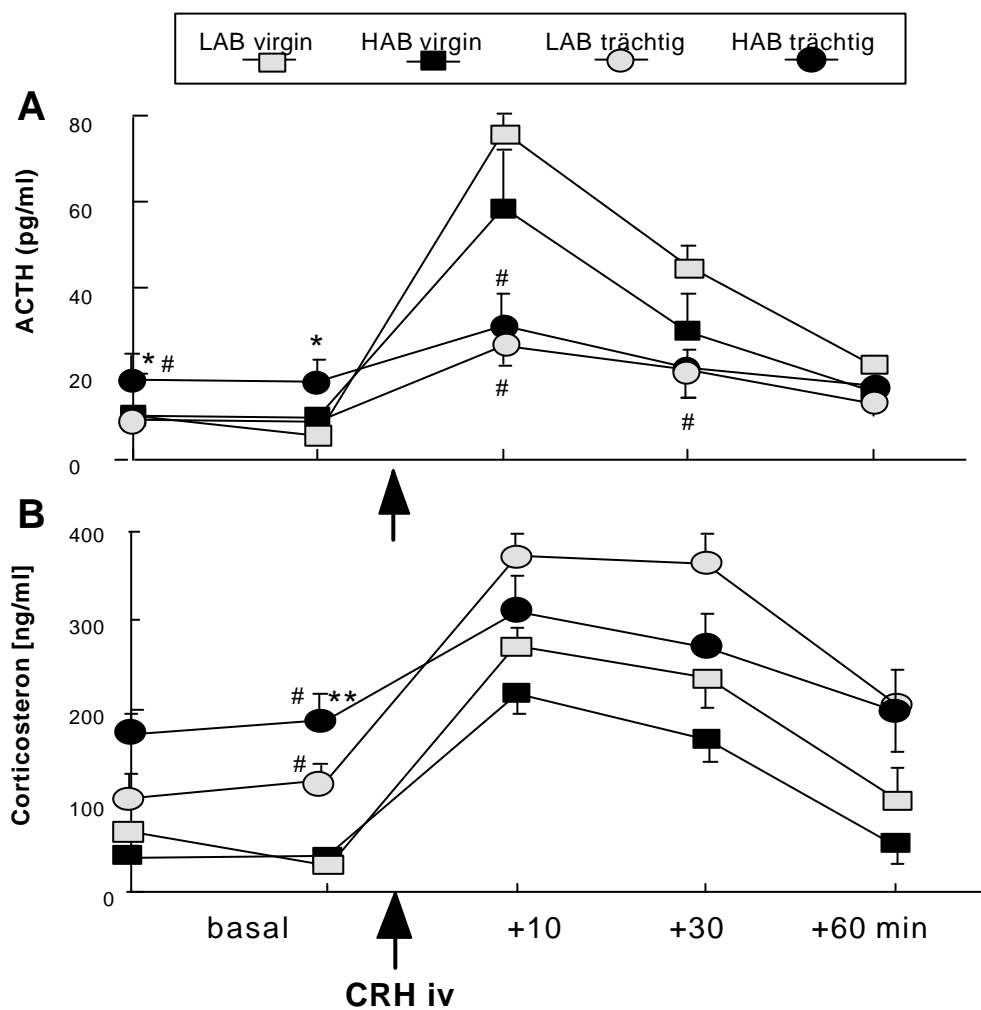 LAB virgin HAB virgin LAB trächtig HAB trächtig
A
80
60
40
20
0
ACTH (pg/ml)
* #
*
#
#
#
B
400
300
200
100
0
Corticosteron [ng/ml]
# **
#
basal +10 +30 +60 min
CRH iv